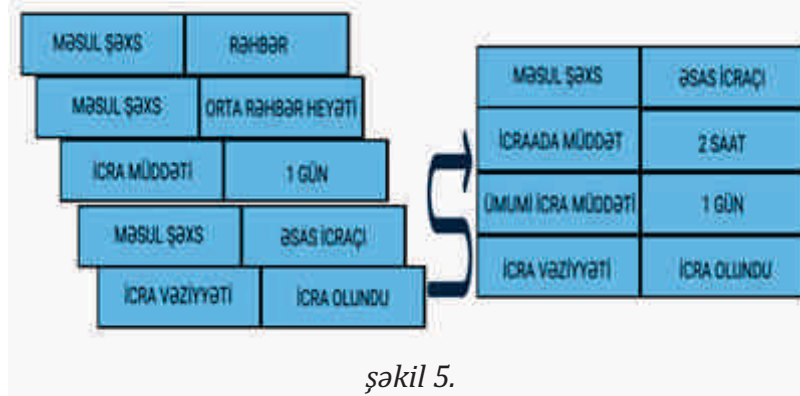 MƏSUL ŞƏXS RƏHBƏR
MƏSUL ŞƏXS ORTA RƏHBƏR HEYƏTİ
İCRA MÜDDƏTİ 1 GÜN
MƏSUL ŞƏXS ƏSAS İCRAÇI
İCRA VƏZİYYƏTİ İCRA OLUNDU
MƏSUL ŞƏXS ƏSAS İCRAÇI
İCRAADA MÜDDƏT 2 SAAT
ÜMUMİ İCRA MÜDDƏTİ 1 GÜN
İCRA VƏZİYYƏTİ İCRA OLUNDU
şəkil 5.